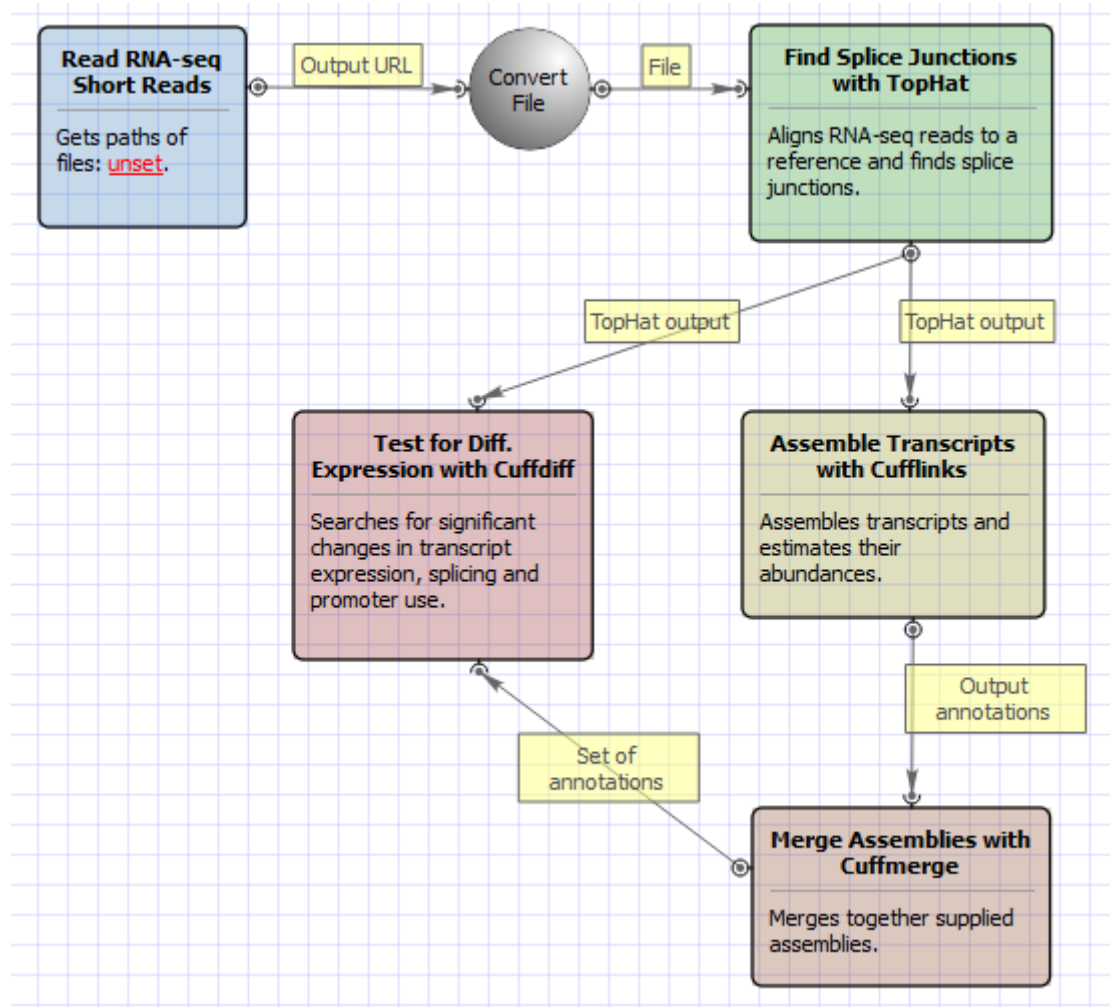 Read RNA-seq
Short Reads
Gets paths of
files: unset.
Output URL
Convert
File
File
Find Splice Junctions
with TopHat
Aligns RNA-seq reads to a
reference and finds splice
junctions.
TopHat output
TopHat output
Test for Diff.
Expression with Cuffdiff
Searches for significant
changes in transcript
expression, splicing and
promoter use.
Assemble Transcripts
with Cufflinks
Assembles transcripts and
estimates their
abundances.
Output
annotations
Set of
annotations
Merge Assemblies with
Cuffmerge
Merges together supplied
assemblies.